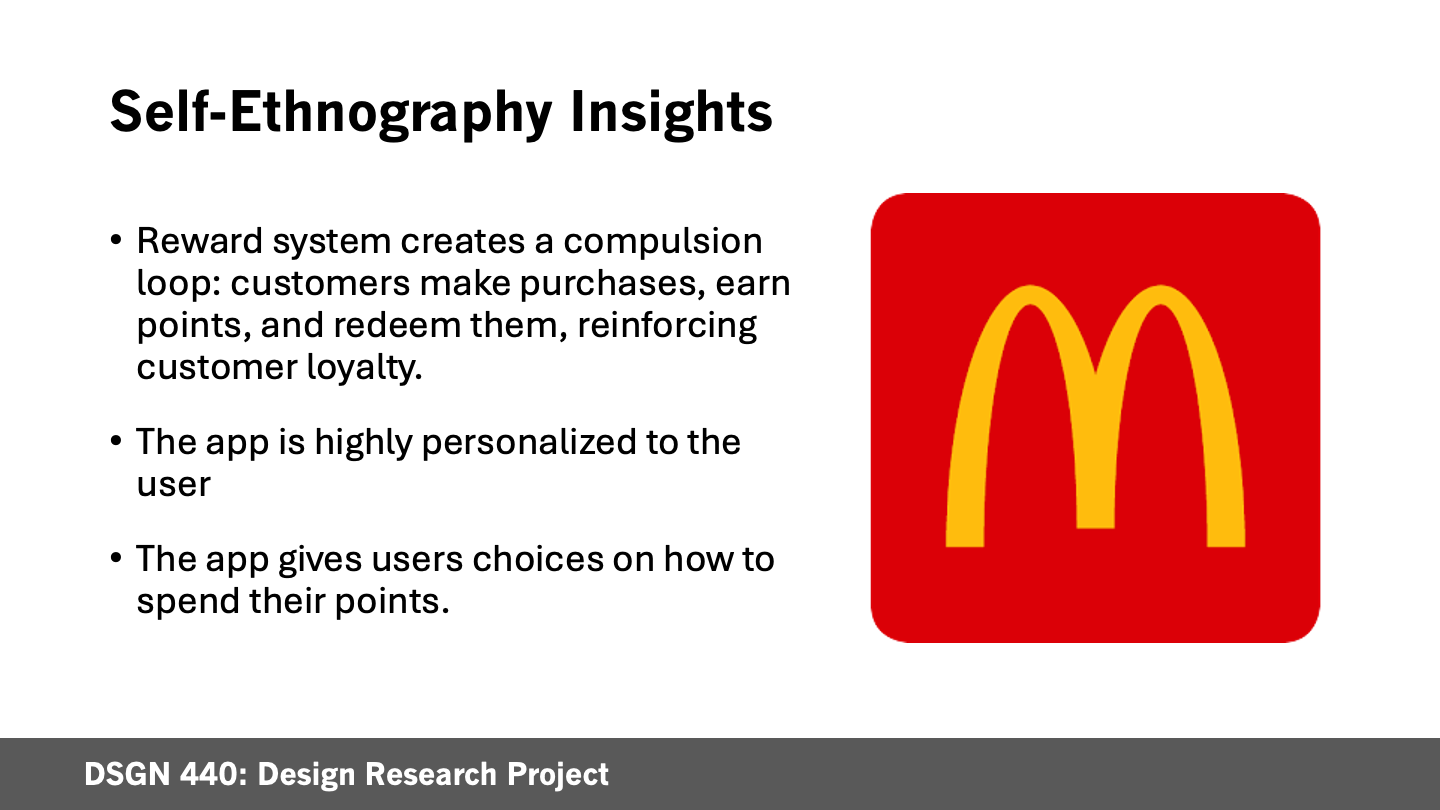 Self-Ethnography Insights
• Reward system creates a compulsion
loop: customers make purchases, earn
points, and redeem them, reinforcing
customer loyalty.
• The app is highly personalized to the
user
• The app gives users choices on how to
spend their points.
DSGN 440: Design Research Project